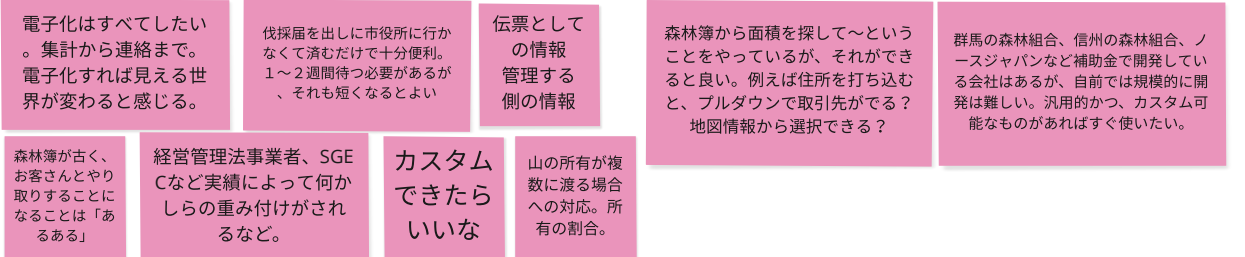 電子化はすべてしたい
。集計から連絡まで。
電子化すれば見える世
界が変わると感じる。
伐採届を出しに市役所に行か
なくて済むだけで十分便利。
１〜２週間待つ必要があるが
、それも短くなるとよい
伝票として
の情報
管理する
側の情報
森林簿から面積を探して〜という
ことをやっているが、それができ
ると良い。例えば住所を打ち込む
と、プルダウンで取引先がでる？
地図情報から選択できる？
群馬の森林組合、信州の森林組合、ノ
ースジャパンなど補助金で開発してい
る会社はあるが、自前では規模的に開
発は難しい。汎用的かつ、カスタム可
能なものがあればすぐ使いたい。
森林簿が古く、
お客さんとやり
取りすることに
なることは「あ
るある」
経営管理法事業者、SGE
Cなど実績によって何か
しらの重み付けがされ
るなど。
カスタム
できたら
いいな
山の所有が複
数に渡る場合
への対応。所
有の割合。